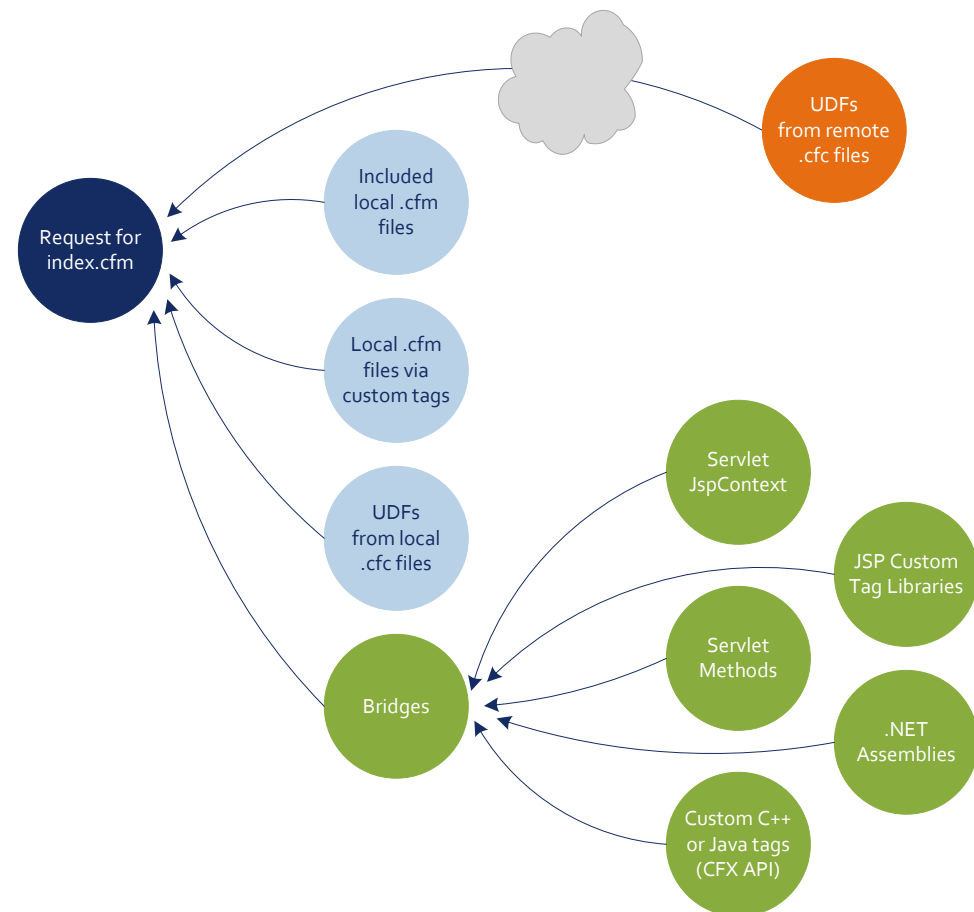 UDFs
from remote
.cfc files
Included
local .cfm
files
Request for
index.cfm
Local .cfm
files via
custom tags
Servlet
JspContext
UDFs
from local
.cfc files
JSP Custom
Tag Libraries
Servlet
Methods
Bridges
.NET
Assemblies
Custom C++
or Java tags
(CFX API)